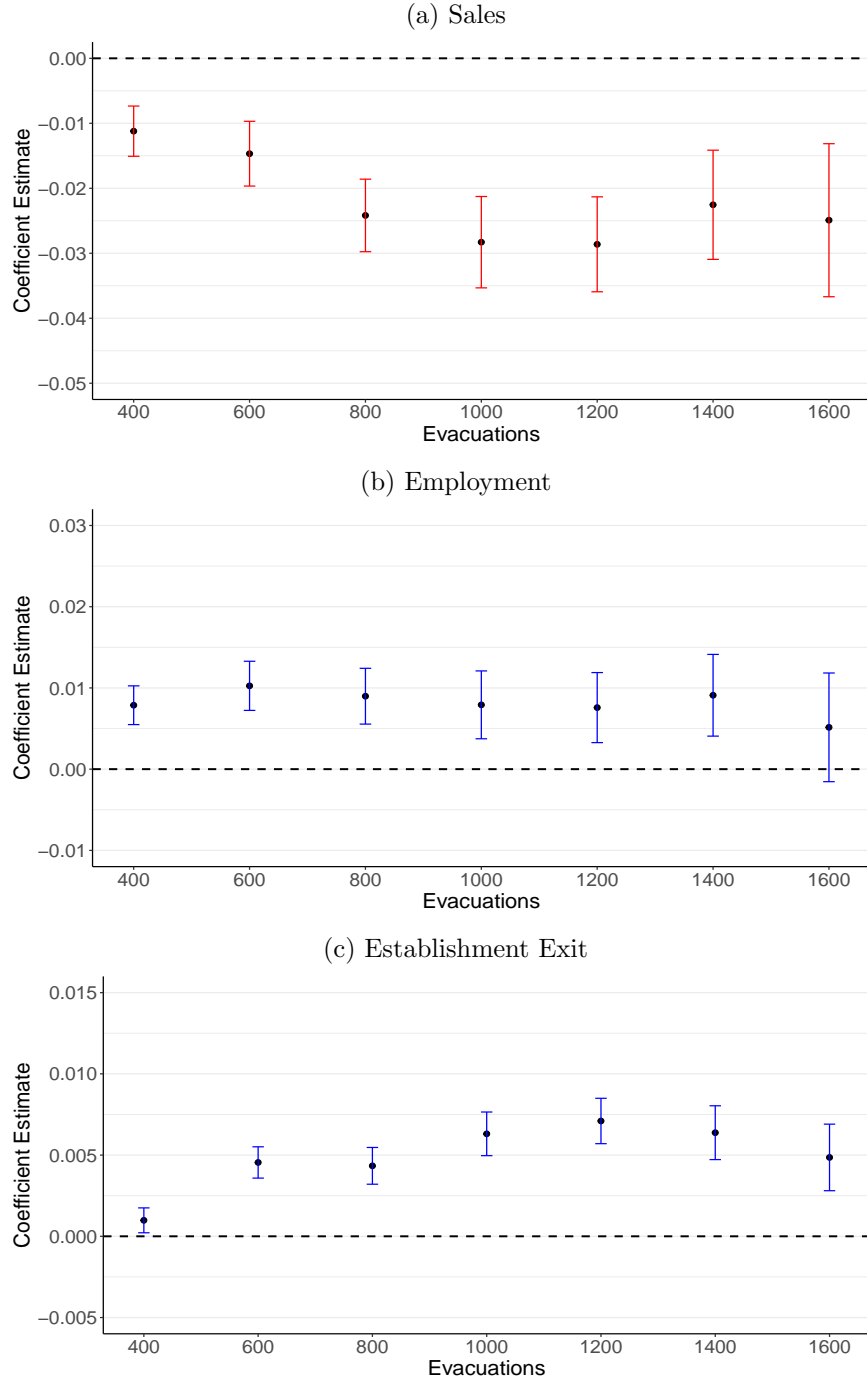 (a) Sales
0.00
−0.01
−0.02
−0.03
−0.04
−0.05
Coefficient Estimate
400 600 800 1000 1200 1400 1600
Evacuations
(b) Employment
0.03
0.02
0.01
0.00
−0.01
Coefficient Estimate
400 600 800 1000 1200 1400 1600
Evacuations
(c) Establishment Exit
0.015
0.010
0.005
0.000
−0.005
Coefficient Estimate
400 600 800 1000 1200 1400 1600
Evacuations